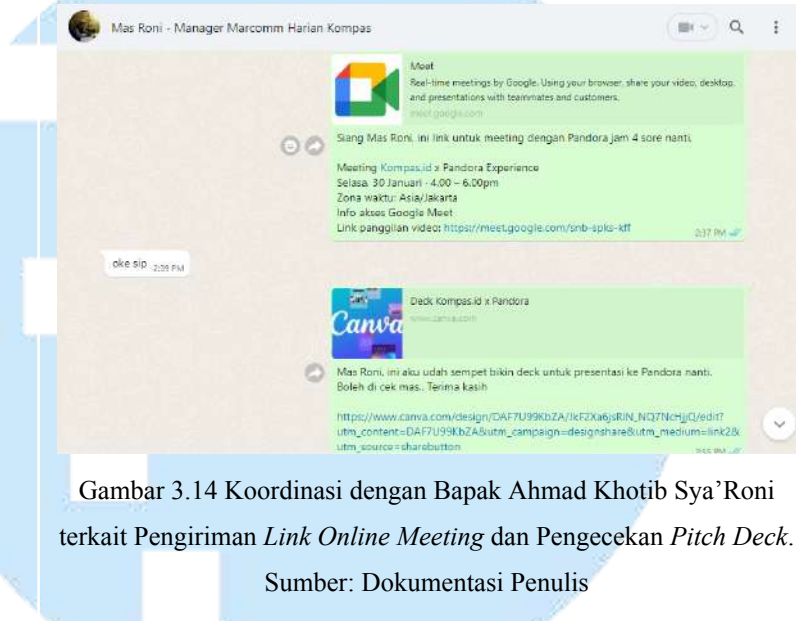 Mas Roni - Manager Marcomm Harian Kompas
Meet
Real-time meetings by Google. Using your browser, share your video, desktop,
and presentations with teammates and customers.
meet.google.com
Siang Mas Roni, ini link untuk meeting dengan Pandora jam 4 sore nanti.
Meeting Kompas.id x Pandora Experience
Selasa, 30 Januari · 4:00 – 6:00pm
Zona waktu: Asia/Jakarta
Info akses Google Meet
Link panggilan video: https://meet.google.com/snb-spks-kff
2:37 PM
oke sip 2:39 PM
Canva
Deck Kompas.id x Pandora
www.canva.com
Mas Roni, ini aku udah sempet bikin deck untuk presentasi ke Pandora nanti.
Boleh di cek mas.. Terima kasih
https://www.canva.com/design/DAF7U99KbZA/JkF2Xa6jsRIN_NQ7NcHjjQ/edit?
utm_content=DAF7U99KbZA&utm_campaign=designshare&utm_medium=link2&
utm_source=sharebutton
Gambar 3.14 Koordinasi dengan Bapak Ahmad Khotib Sya’Roni
terkait Pengiriman Link Online Meeting dan Pengecekan Pitch Deck.
Sumber: Dokumentasi Penulis